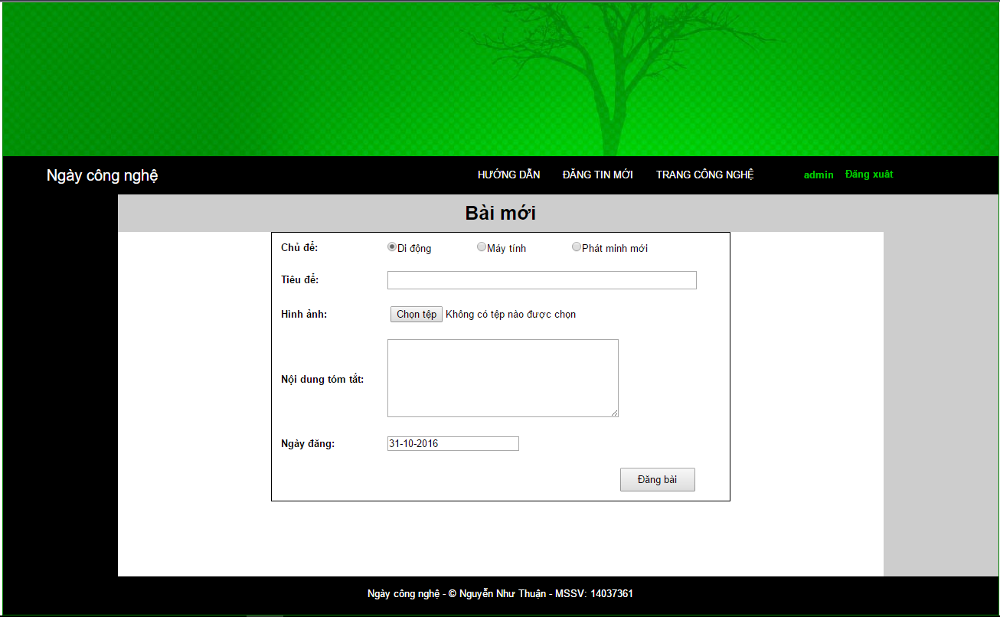 Ngày công nghệ HƯỚNG DẪN ĐĂNG TIN MỚI TRANG CÔNG NGHỆ admin Đăng xuât
Bài mới
Chủ để: Di động Máy tính Phát minh mới
Tiêu để:
Hình ảnh: Chọn tệp Không có tệp nào được chọn
Nội dung tóm tắt:
Ngày đăng: 31-10-2016
Đăng bài
Ngày công nghệ - © Nguyễn Như Thuận - MSSV: 14037361